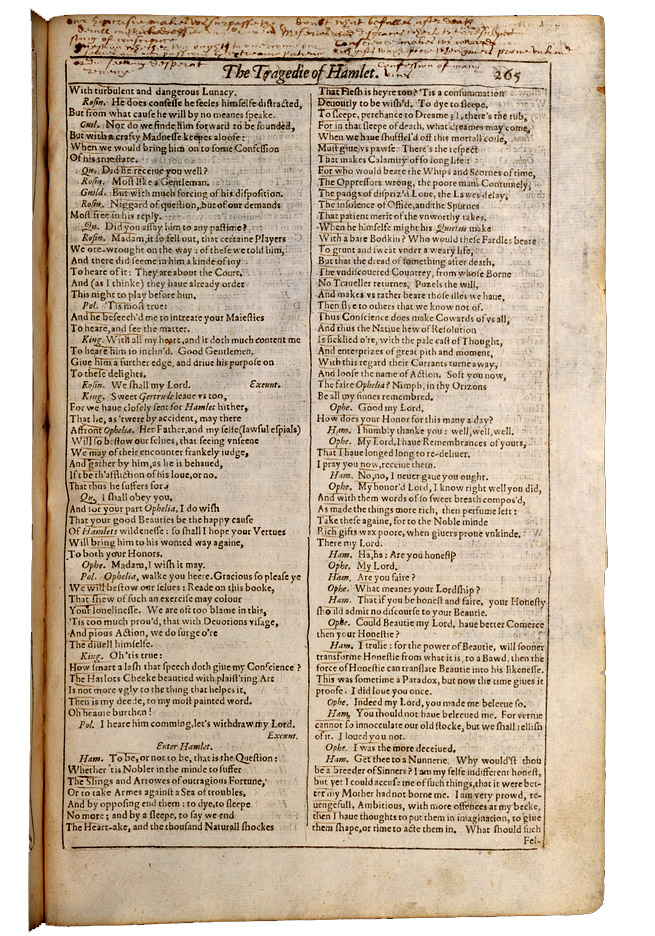 our hypocrisie makes us surpasse the
doubt what befalles after death
The Tragedie of Hamlet.
265
With turbulent and dangerous Lunacy.
Rosin. He does confesse he feeles himselfe distracted,
But from what cause he will by no meanes speake.
Guil. Nor do we finde him forward to be sounded,
But with a crafty Madnesse keepes aloofe:
When we would bring him on to some Confession
Of his true state.
Qu. Did he receiue you well?
Rosin. Most like a Gentleman.
Guild. But with much forcing of his disposition.
Rosin. Niggard of question, but of our demands
Most free in his reply.
Qu. Did you assay him to any pastime?
Rosin. Madam, it so fell out, that certaine Players
We ore-wrought on the way: of these we told him,
And there did seeme in him a kinde of ioy
To heare of it: They are about the Court,
And (as I thinke) they haue already order
This night to play before him.
Pol. 'Tis most true:
And he beseech'd me to intreate your Maiesties
To heare, and see the matter.
King. With all my heart, and it doth much content me
To heare him so inclin'd. Good Gentlemen,
Giue him a further edge, and driue his purpose on
To these delights.
Rosin. We shall my Lord. Exeunt.
King. Sweet Gertrude leaue vs too,
For we haue closely sent for Hamlet hither,
That he, as 'twere by accident, may there
Affront Ophelia. Her Father, and my selfe (lawful espials)
Will so bestow our selues, that seeing vnseene
We may of their encounter frankely iudge,
And gather by him, as he is behaued,
If't be th'affliction of his loue, or no.
That thus he suffers for.
Qu. I shall obey you,
And for your part Ophelia, I do wish
That your good Beauties be the happy cause
Of Hamlets wildenesse: so shall I hope your Vertues
Will bring him to his wonted way againe,
To both your Honors.
Ophe. Madam, I wish it may.
Pol. Ophelia, walke you heere. Gracious so please ye
We will bestow our selues: Reade on this booke,
That shew of such an exercise may colour
Your lonelinesse. We are oft too blame in this,
'Tis too much prou'd, that with Deuotions visage,
And pious Action, we do surge o're
The diuell himselfe.
King. Oh 'tis true:
How smart a lash that speech doth giue my Conscience?
The Harlots Cheeke beautied with plaist'ring Art
Is not more vgly to the thing that helpes it,
Then is my deede, to my most painted word.
Oh heauie burthen!
Pol. I heare him comming, let's withdraw my Lord.
Exeunt.
Enter Hamlet.
Ham. To be, or not to be, that is the Question:
Whether 'tis Nobler in the minde to suffer
The Slings and Arrowes of outragious Fortune,
Or to take Armes against a Sea of troubles,
And by opposing end them: to dye, to sleepe
No more; and by a sleepe, to say we end
The Heart-ake, and the thousand Naturall shockes
That Flesh is heyre too? 'Tis a consummation
Deuoutly to be wish'd. To dye to sleepe,
To sleepe, perchance to Dreame; I, there's the rub,
For in that sleepe of death, what dreames may come,
When we haue shuffel'd off this mortall coile,
Must giue vs pawse. There's the respect
That makes Calamity of so long life:
For who would beare the Whips and Scornes of time,
The Oppressors wrong, the poore mans Contumely,
The pangs of dispriz'd Loue, the Lawes delay,
The insolence of Office, and the Spurnes
That patient merit of the vnworthy takes,
When he himselfe might his Quietus make
With a bare Bodkin? Who would these Fardles beare
To grunt and sweat vnder a weary life,
But that the dread of something after death,
The vndiscouered Countrey, from whose Borne
No Traueller returnes, Puzels the will,
And makes vs rather beare those illes we haue,
Then flye to others that we know not of.
Thus Conscience does make Cowards of vs all,
And thus the Natiue hew of Resolution
Is sicklied o're, with the pale cast of Thought,
And enterprizes of great pith and moment,
With this regard their Currants turne away,
And loose the name of Action. Soft you now,
The faire Ophelia? Nimph, in thy Orizons
Be all my sinnes remembred.
Ophe. Good my Lord,
How does your Honor for this many a day?
Ham. I humbly thanke you: well, well, well.
Ophe. My Lord, I haue Remembrances of yours,
That I haue longed long to re-deliuer.
I pray you now, receiue them.
Ham. No, no, I neuer gaue you ought.
Ophe. My honor'd Lord, I know right well you did,
And with them words of so sweet breath compos'd,
As made the things more rich, then perfume left:
Take these againe, for to the Noble minde
Rich gifts wax poore, when giuers proue vnkinde.
There my Lord.
Ham. Ha, ha: Are you honest?
Ophe. My Lord.
Ham. Are you faire?
Ophe. What meanes your Lordship?
Ham. That if you be honest and faire, your Honesty
should admit no discourse to your Beautie.
Ophe. Could Beautie my Lord, haue better Comerce
then your Honestie?
Ham. I trulie: for the power of Beautie, will sooner
transforme Honestie from what it is, to a Bawd, then the
force of Honestie can translate Beautie into his likenesse.
This was sometime a Paradox, but now the time giues it
proofe. I did loue you once.
Ophe. Indeed my Lord, you made me beleeue so.
Ham. You should not haue beleeued me. For vertue
cannot so innocculate our old stocke, but we shall rellish
of it. I loued you not.
Ophe. I was the more deceiued.
Ham. Get thee to a Nunnerie. Why would'st thou
be a breeder of Sinners? I am my selfe indifferent honest,
but yet I could accuse me of such things, that it were bet-
ter my Mother had not borne me. I am very prowd, re-
uengefull, Ambitious, with more offences at my becke,
then I haue thoughts to put them in imagination, to giue
them shape, or time to acte them in. What should such
Fel-